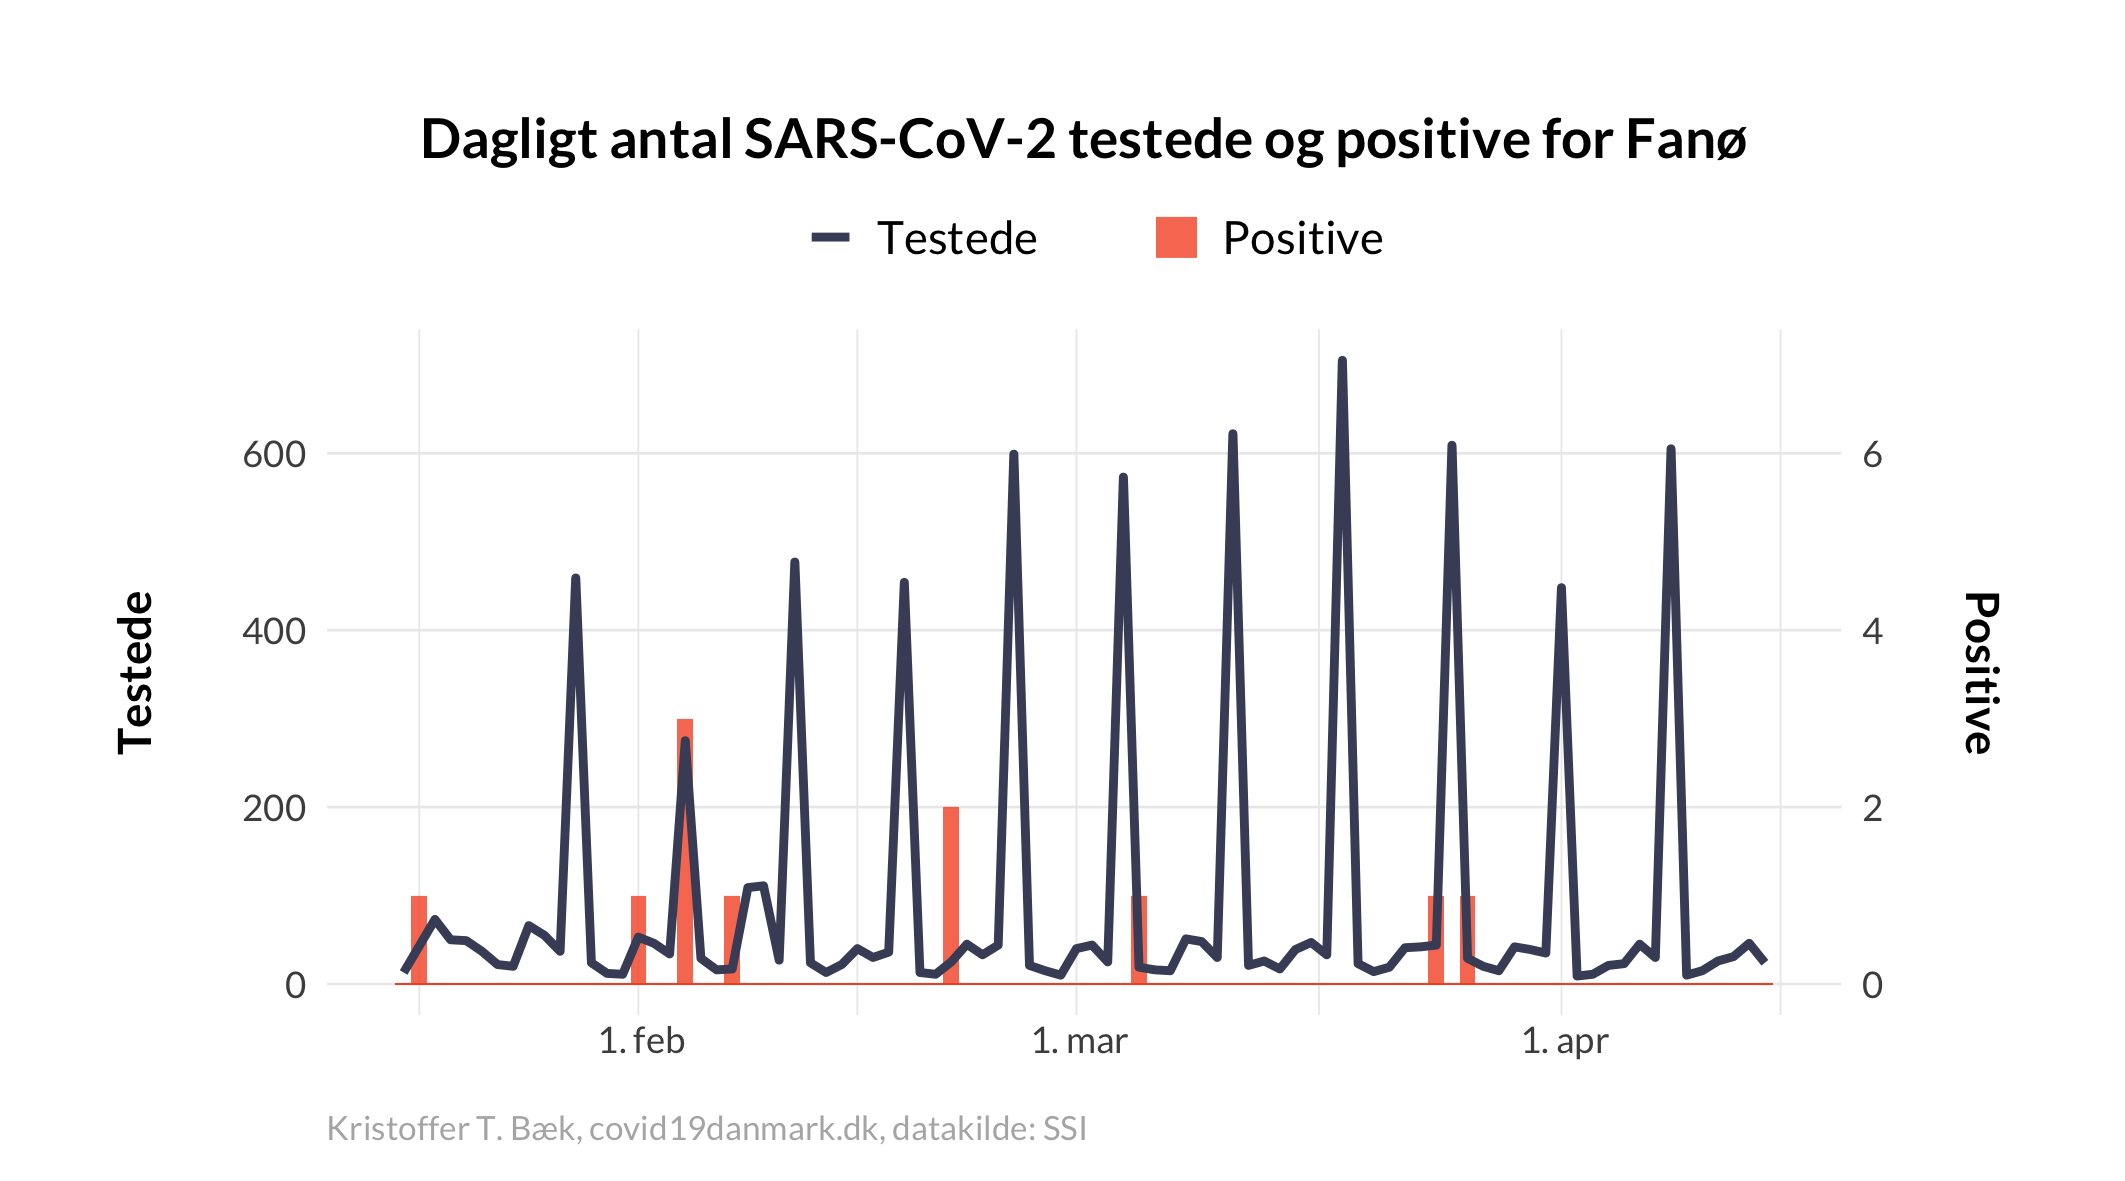 Dagligt antal SARS-CoV-2 testede og positive for Fanø
Testede Positive
600 6
400 4
200 2
0 0
Testede
Positive
1. feb 1. mar 1. apr
Kristoffer T. Bæk, covid19danmark.dk, datakilde: SSI